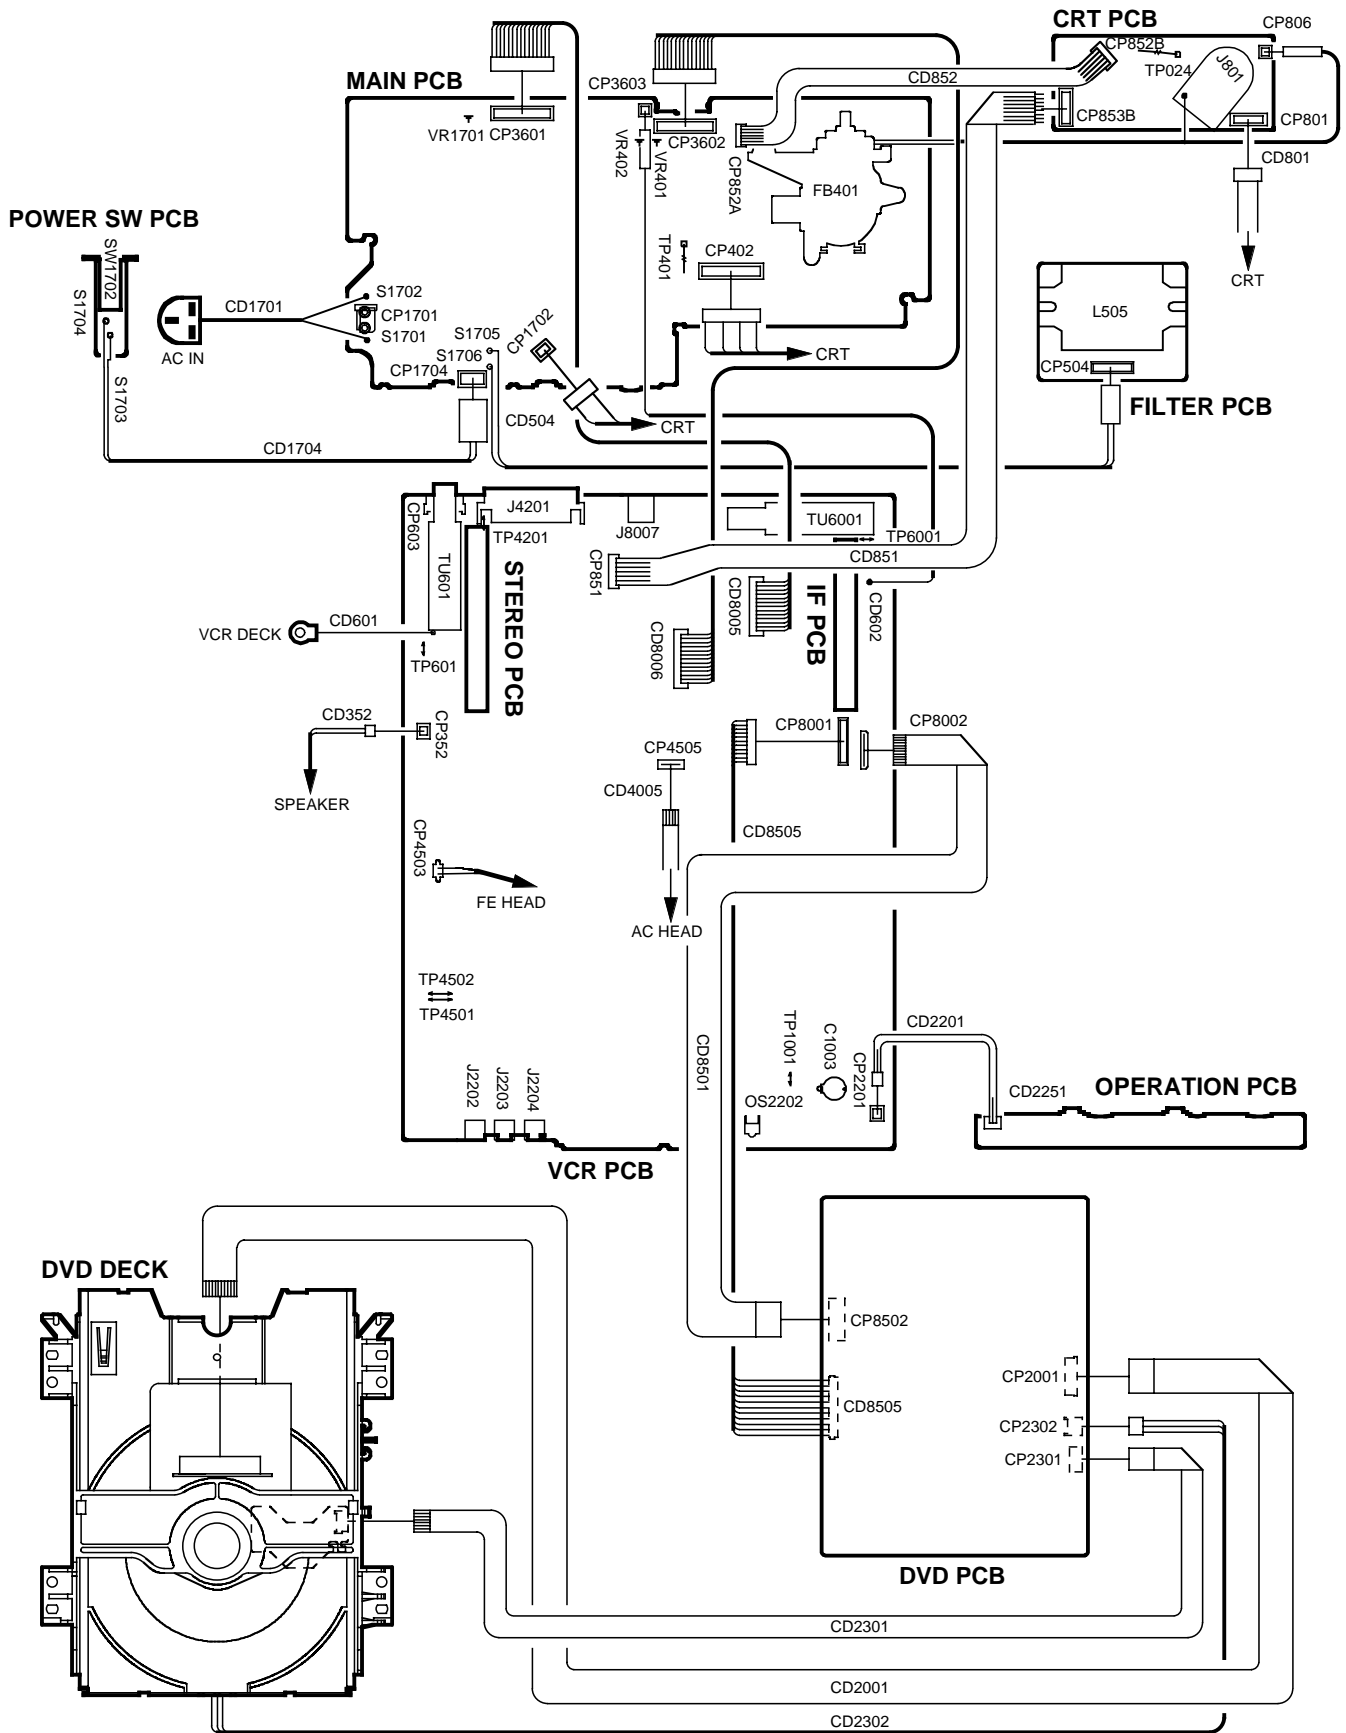 CRT PCB
CP806
CP852B
TP024
J801
CD852
CP3603
MAIN PCB
VR1701
CP3601
VR402
VR401
CP3602
CP852A
FB401
CP853B
CP801
CD801
CRT
POWER SW PCB
SW1702
S1704
S1703
AC IN
CD1701
S1702
CP1701
S1701
TP401
CP402
CRT
L505
CP504
FILTER PCB
S1705
S1706
CP1704
CP1702
CD504
CRT
CD1704
CP603
J4201
TP4201
J8007
TU6001
TP6001
CD851
TU601
STEREO PCB
CP851
CD8005
IF PCB
CD602
VCR DECK
CD601
TP601
CD8006
CD352
CP352
SPEAKER
CP8001
CP8002
CP4505
CD4005
CD8505
CP4503
FE HEAD
AC HEAD
TP4502
TP4501
CD8501
TP1001
C1003
CP2201
CD2201
OS2202
J2202
J2203
J2204
CD2251
OPERATION PCB
VCR PCB
DVD DECK
CP8502
CP2001
CD8505
CP2302
CP2301
DVD PCB
CD2301
CD2001
CD2302